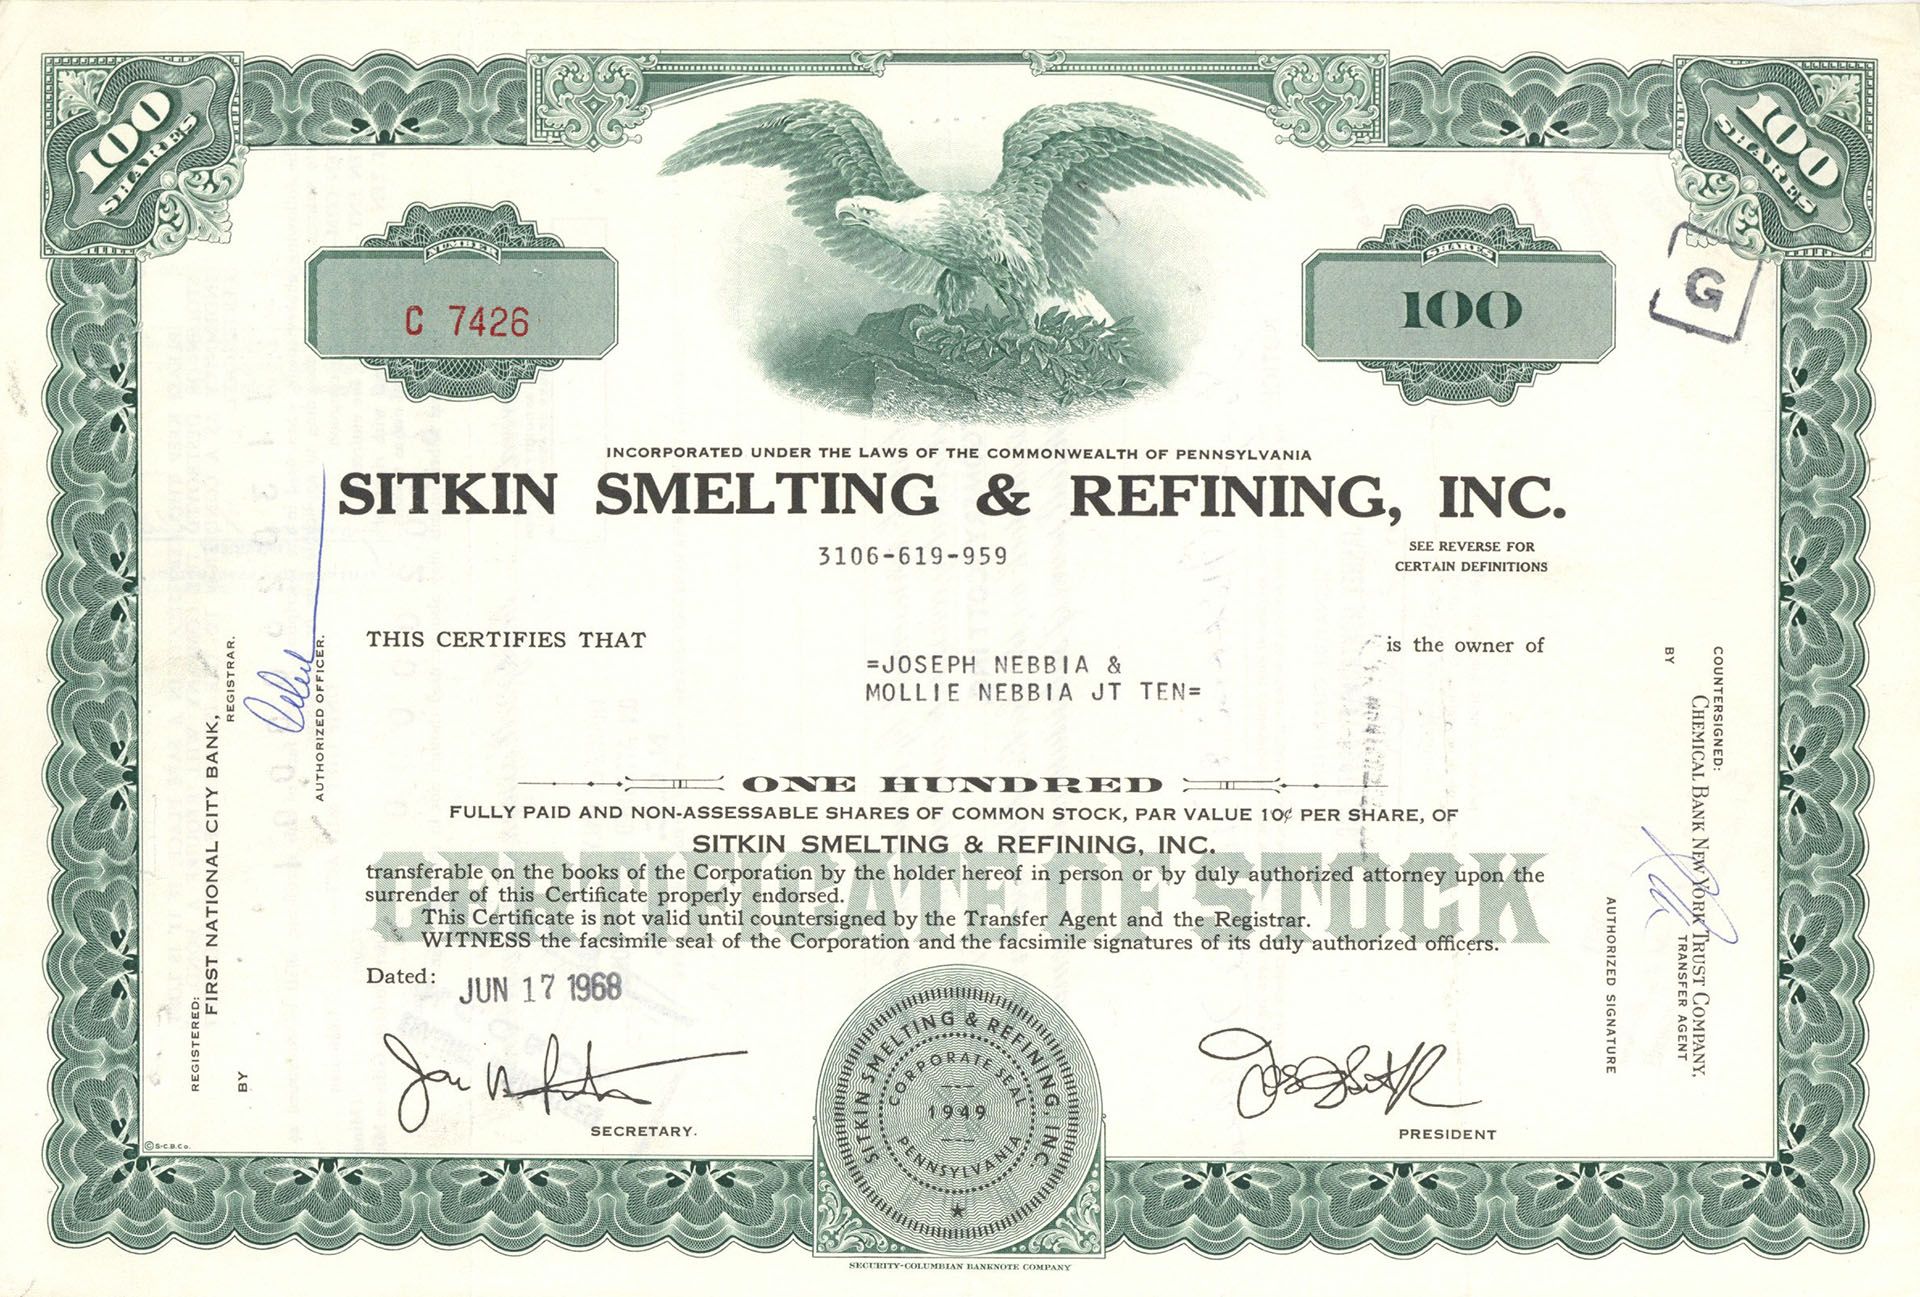 100
SHARES
100
SHARES
NUMBER
C 7426
SHARES
100
G
INCORPORATED UNDER THE LAWS OF THE COMMONWEALTH OF PENNSYLVANIA
SITKIN SMELTING & REFINING, INC.
3106-619-959
SEE REVERSE FOR
CERTAIN DEFINITIONS
THIS CERTIFIES THAT
is the owner of
=JOSEPH NEBBIA &
MOLLIE NEBBIA JT TEN=
ONE HUNDRED
FULLY PAID AND NON-ASSESSABLE SHARES OF COMMON STOCK, PAR VALUE 10¢ PER SHARE, OF
SITKIN SMELTING & REFINING, INC.
CERTIFICATE OF STOCK
transferable on the books of the Corporation by the holder hereof in person or by duly authorized attorney upon the
surrender of this Certificate properly endorsed.
This Certificate is not valid until countersigned by the Transfer Agent and the Registrar.
WITNESS the facsimile seal of the Corporation and the facsimile signatures of its duly authorized officers.
Dated: JUN 17 1968
SECRETARY.
PRESIDENT
SITKIN SMELTING & REFINING, INC.
CORPORATE SEAL
1949
PENNSYLVANIA
REGISTERED:
FIRST NATIONAL CITY BANK,
REGISTRAR.
BY
AUTHORIZED OFFICER.
COUNTERSIGNED:
CHEMICAL BANK NEW YORK TRUST COMPANY,
TRANSFER AGENT
BY
AUTHORIZED SIGNATURE
© S-C.B.Co.
SECURITY-COLUMBIAN BANKNOTE COMPANY